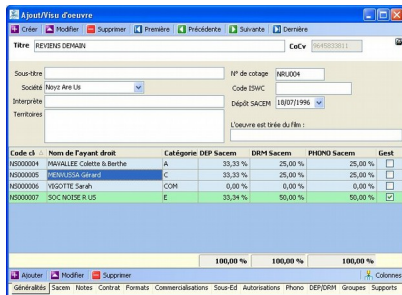 Ajout/Visu d'oeuvre
Créer Modifier Supprimer Première Précédente Suivante Dernière
Titre REVIENS DEMAIN CoCv 9645833811
Sous-titre N° de cotage NRU004
Société Noyz Are Us Code ISWC
Interprète Dépôt SACEM 18/07/1996
Territoires
L'oeuvre est tirée du film :
Code cl Nom de l'ayant droit Catégorie DEP Sacem DRM Sacem PHONO Sacem Gest
NS000004 MAVALLEE Colette & Berthe A 33,33 % 25,00 % 25,00 %
NS000005 MENVUSSA Gérard C 33,33 % 25,00 % 25,00 %
NS000006 VIGOTTE Sarah COM 0,00 % 0,00 % 0,00 %
NS000007 SOC NOISE R US E 33,34 % 50,00 % 50,00 %
100,00 % 100,00 % 100,00 %
Ajouter Modifier Supprimer Colonnes
Généralités Sacem Notes Contrat Formats Commercialisations Sous-Ed Autorisations Phono DEP/DRM Groupes Supports